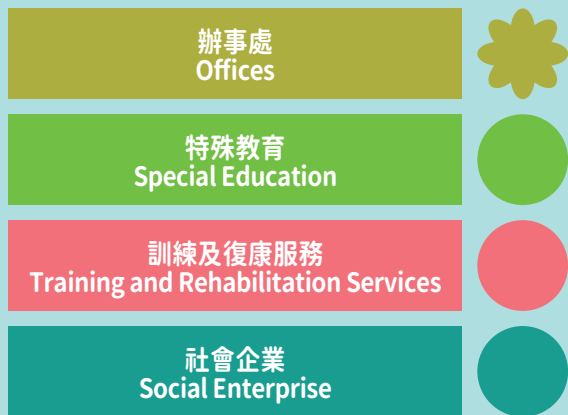 辦事處
Offices
特殊教育
Special Education
訓練及復康服務
Training and Rehabilitation Services
社會企業
Social Enterprise